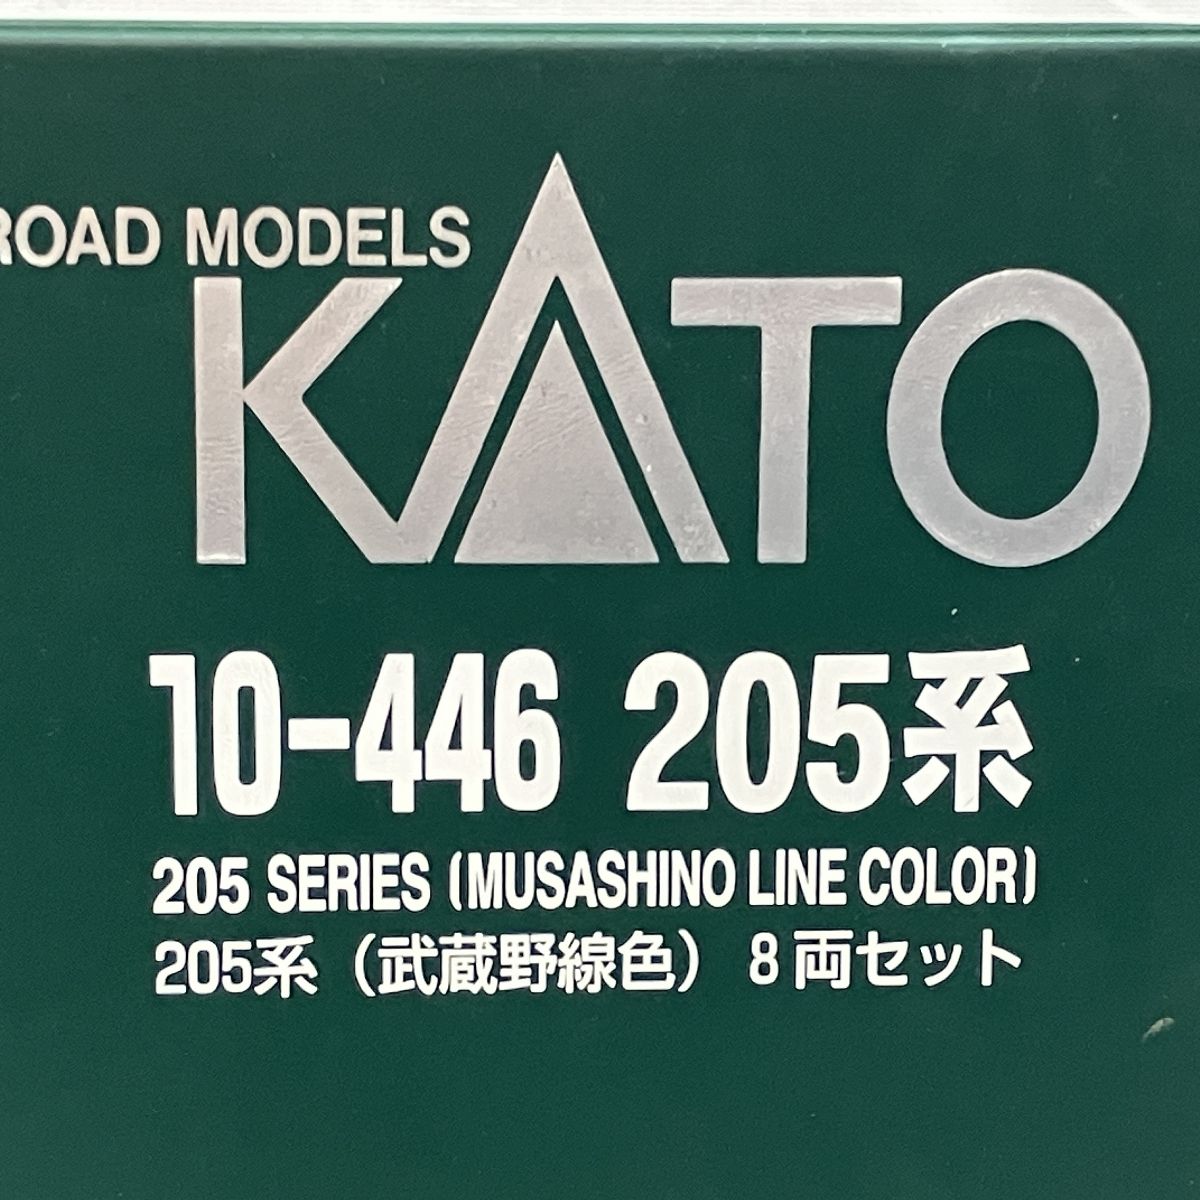 ROAD MODELS
KATO
10-446 205系
205 SERIES (MUSASHINO LINE COLOR)
205系（武蔵野線色） 8両セット